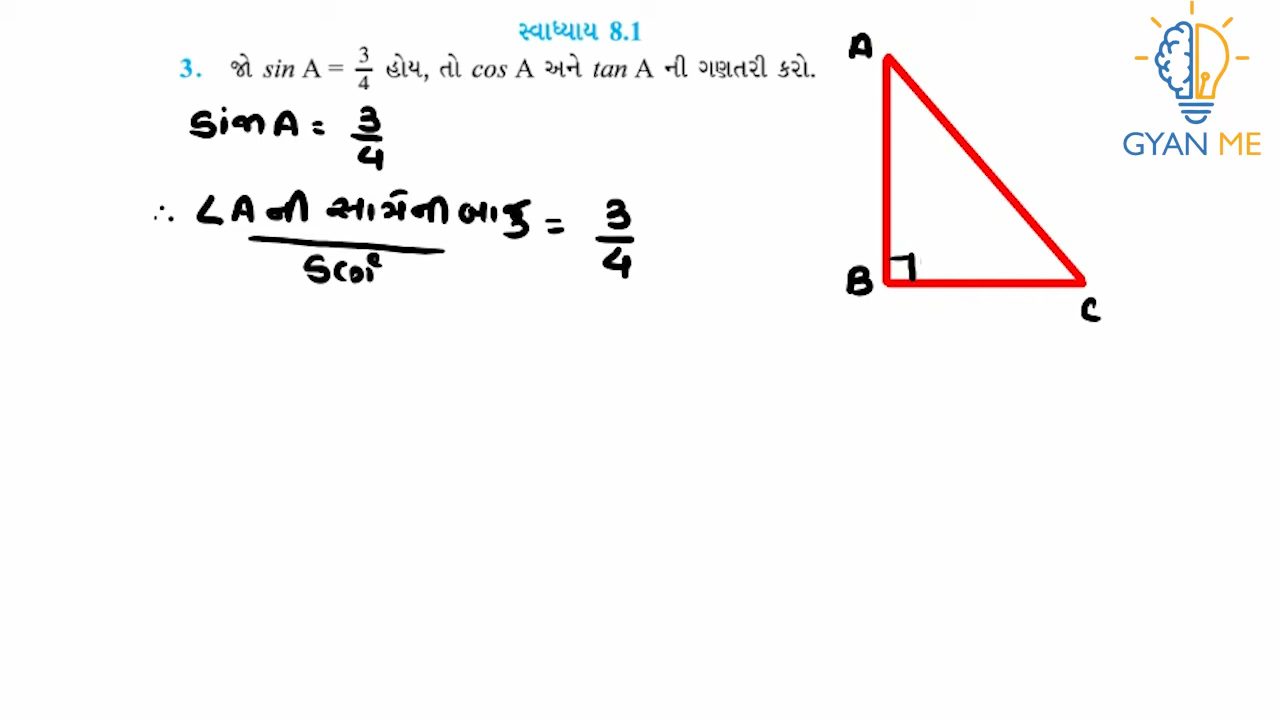 સ્વાધ્યાય 8.1
3. જો sin A = 3/4 હોય, તો cos A અને tan A ની ગણતરી કરો.
sin A = 3/4
∴ ∠A ની સામેની બાજુ / કર્ણ = 3/4
A
B
C
GYAN ME